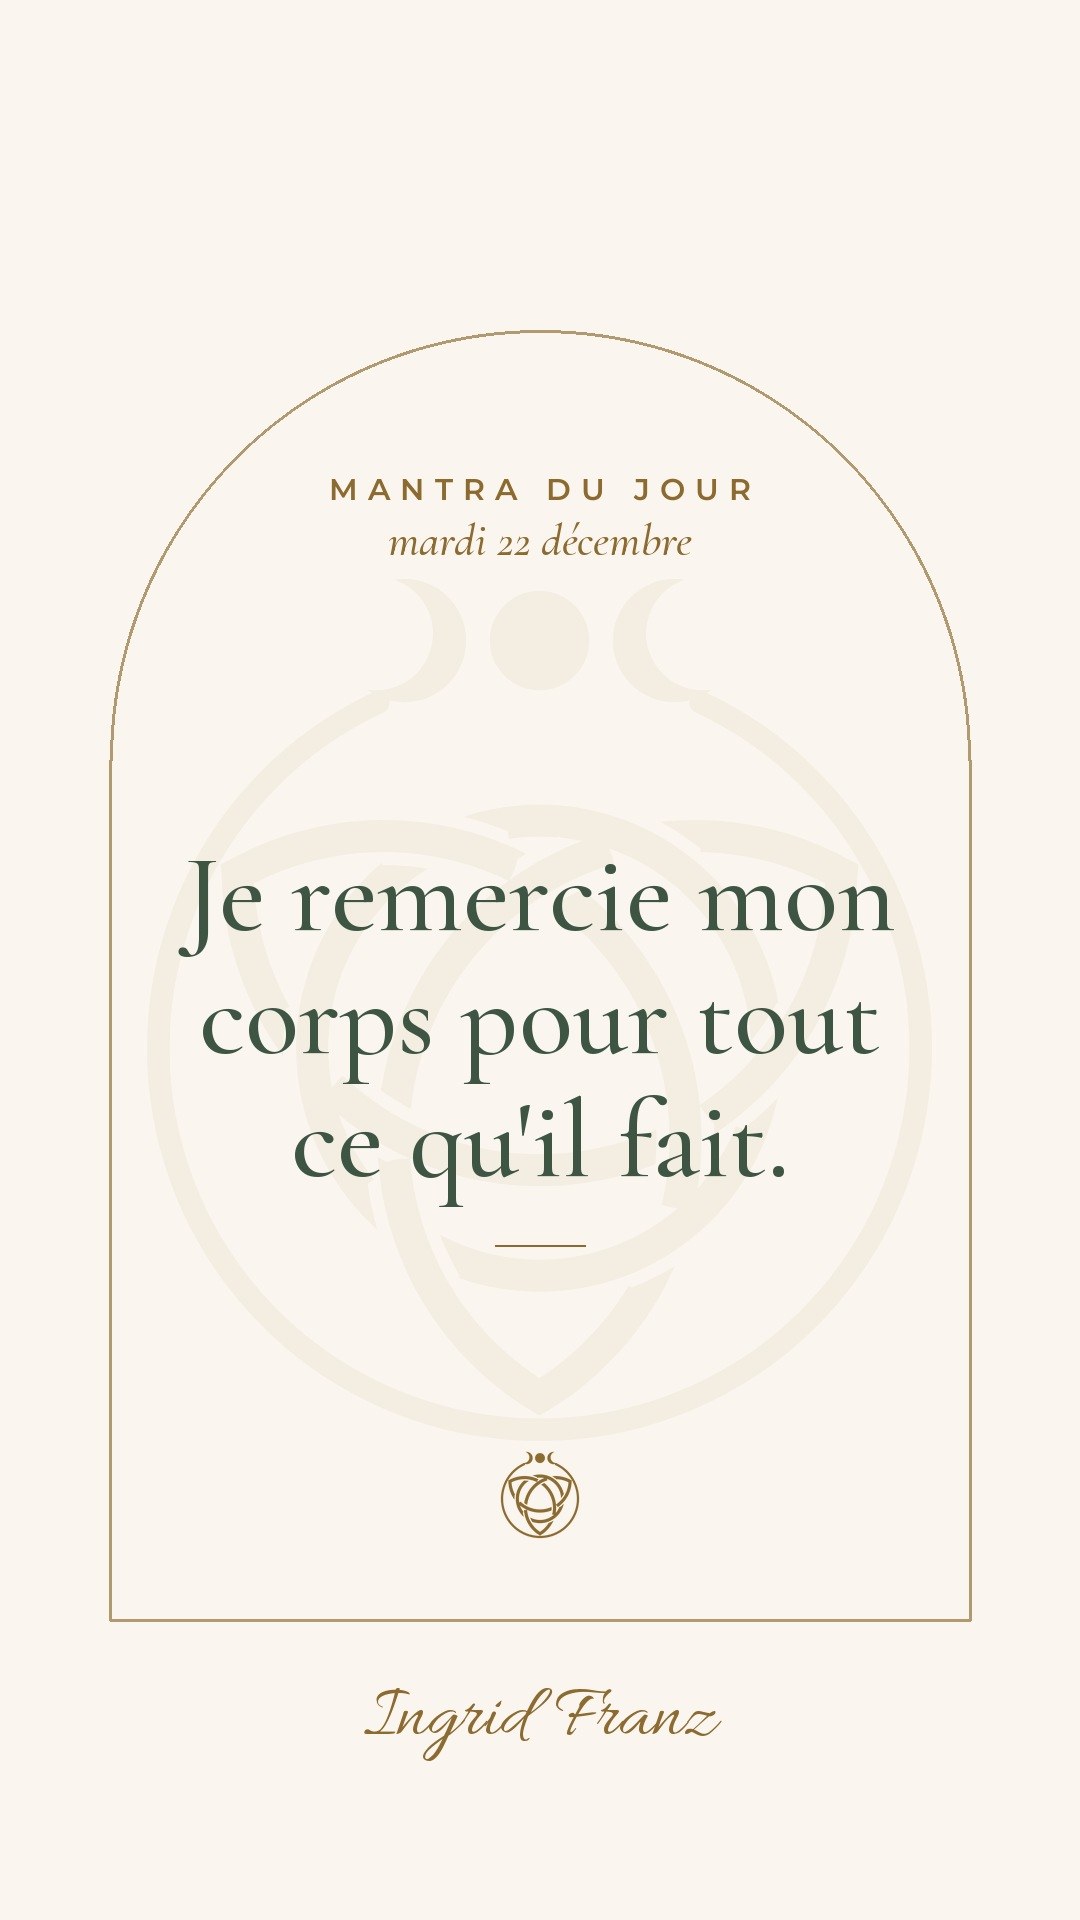 MANTRA DU JOUR
mardi 22 décembre
Je remercie mon
corps pour tout
ce qu'il fait.
Ingrid Franz